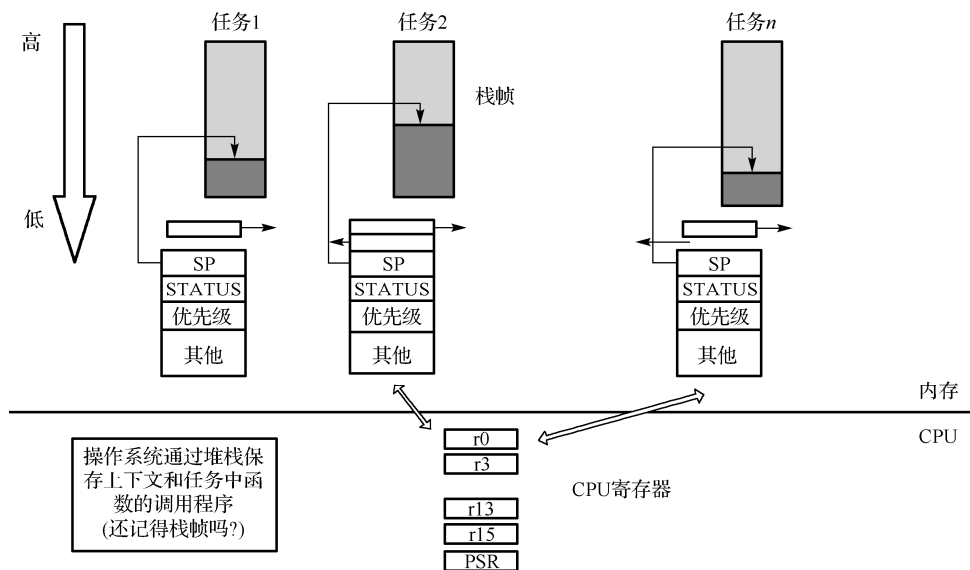 高
低
任务1
任务2
任务n
栈帧
SP
STATUS
优先级
其他
SP
STATUS
优先级
其他
SP
STATUS
优先级
其他
内存
CPU
操作系统通过堆栈保
存上下文和任务中函
数的调用程序
(还记得栈帧吗?)
r0
r3
r13
r15
PSR
CPU寄存器